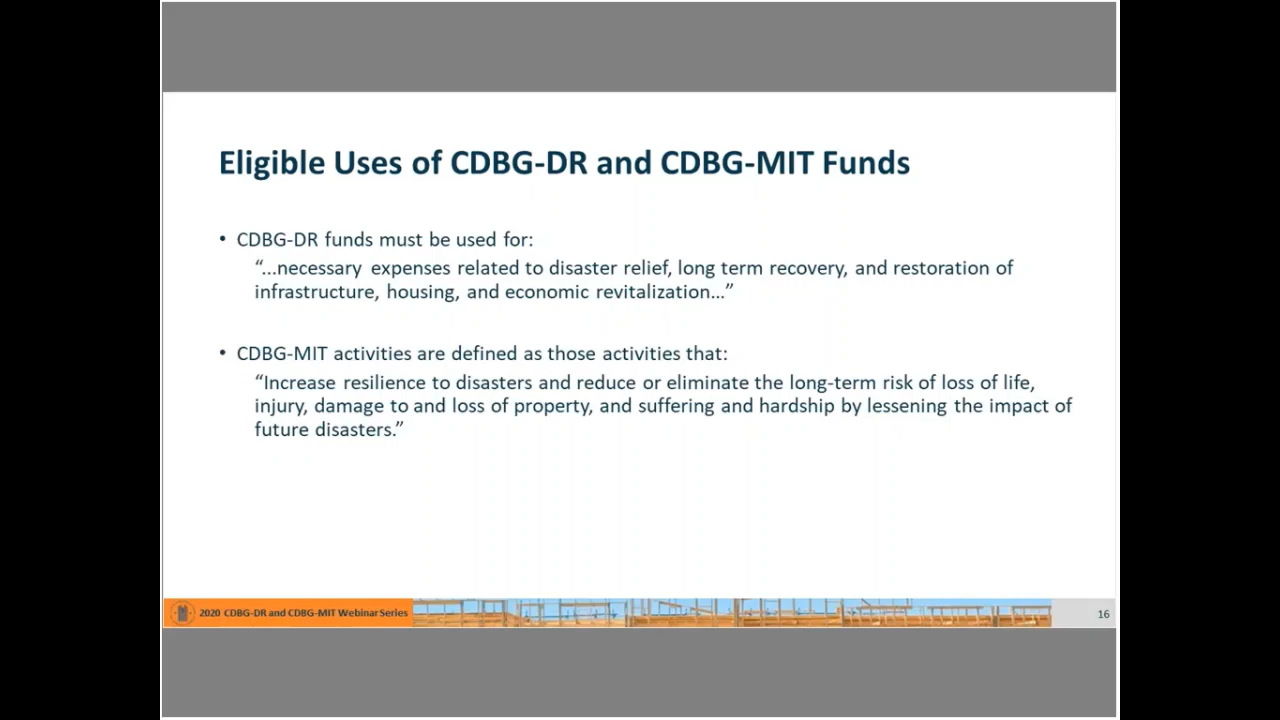 Eligible Uses of CDBG-DR and CDBG-MIT Funds
• CDBG-DR funds must be used for:
“...necessary expenses related to disaster relief, long term recovery, and restoration of
infrastructure, housing, and economic revitalization...”
• CDBG-MIT activities are defined as those activities that:
“Increase resilience to disasters and reduce or eliminate the long-term risk of loss of life,
injury, damage to and loss of property, and suffering and hardship by lessening the impact of
future disasters.”
2020 CDBG-DR and CDBG-MIT Webinar Series
16